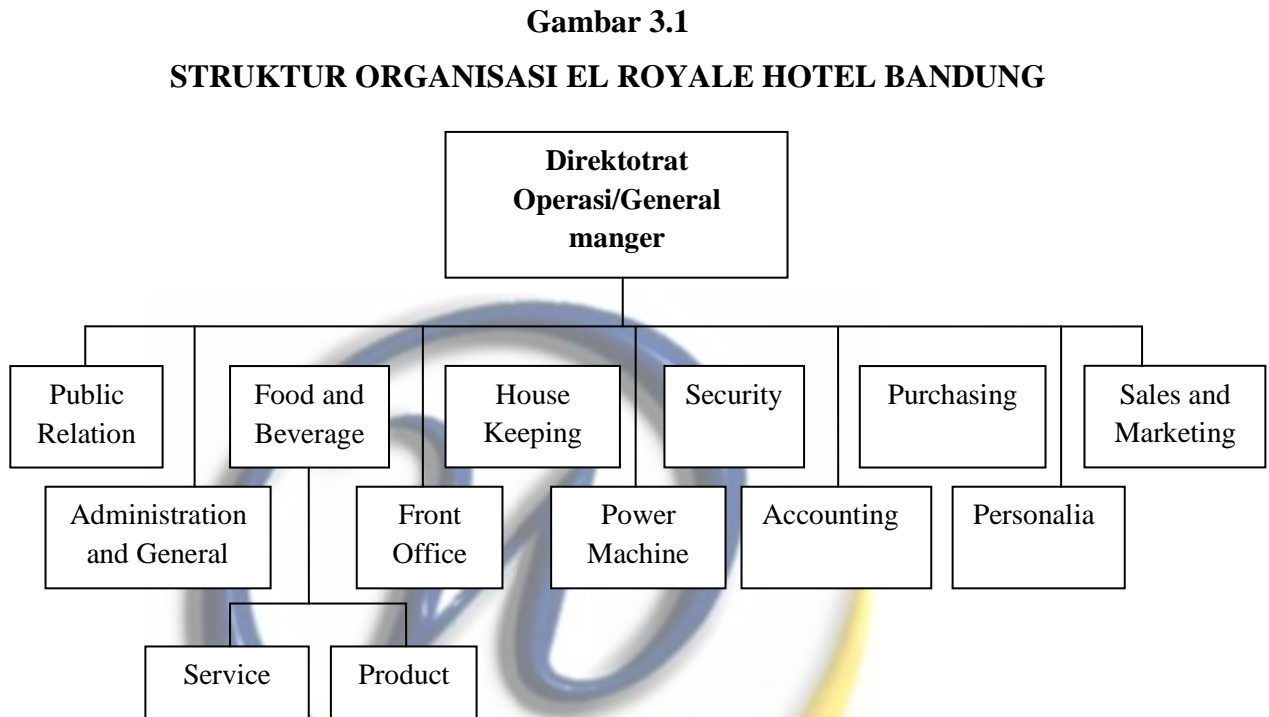 Gambar 3.1
STRUKTUR ORGANISASI EL ROYALE HOTEL BANDUNG
Direktotrat
Operasi/General
manger
Public
Relation
Food and
Beverage
House
Keeping
Security
Purchasing
Sales and
Marketing
Administration
and General
Front
Office
Power
Machine
Accounting
Personalia
Service
Product